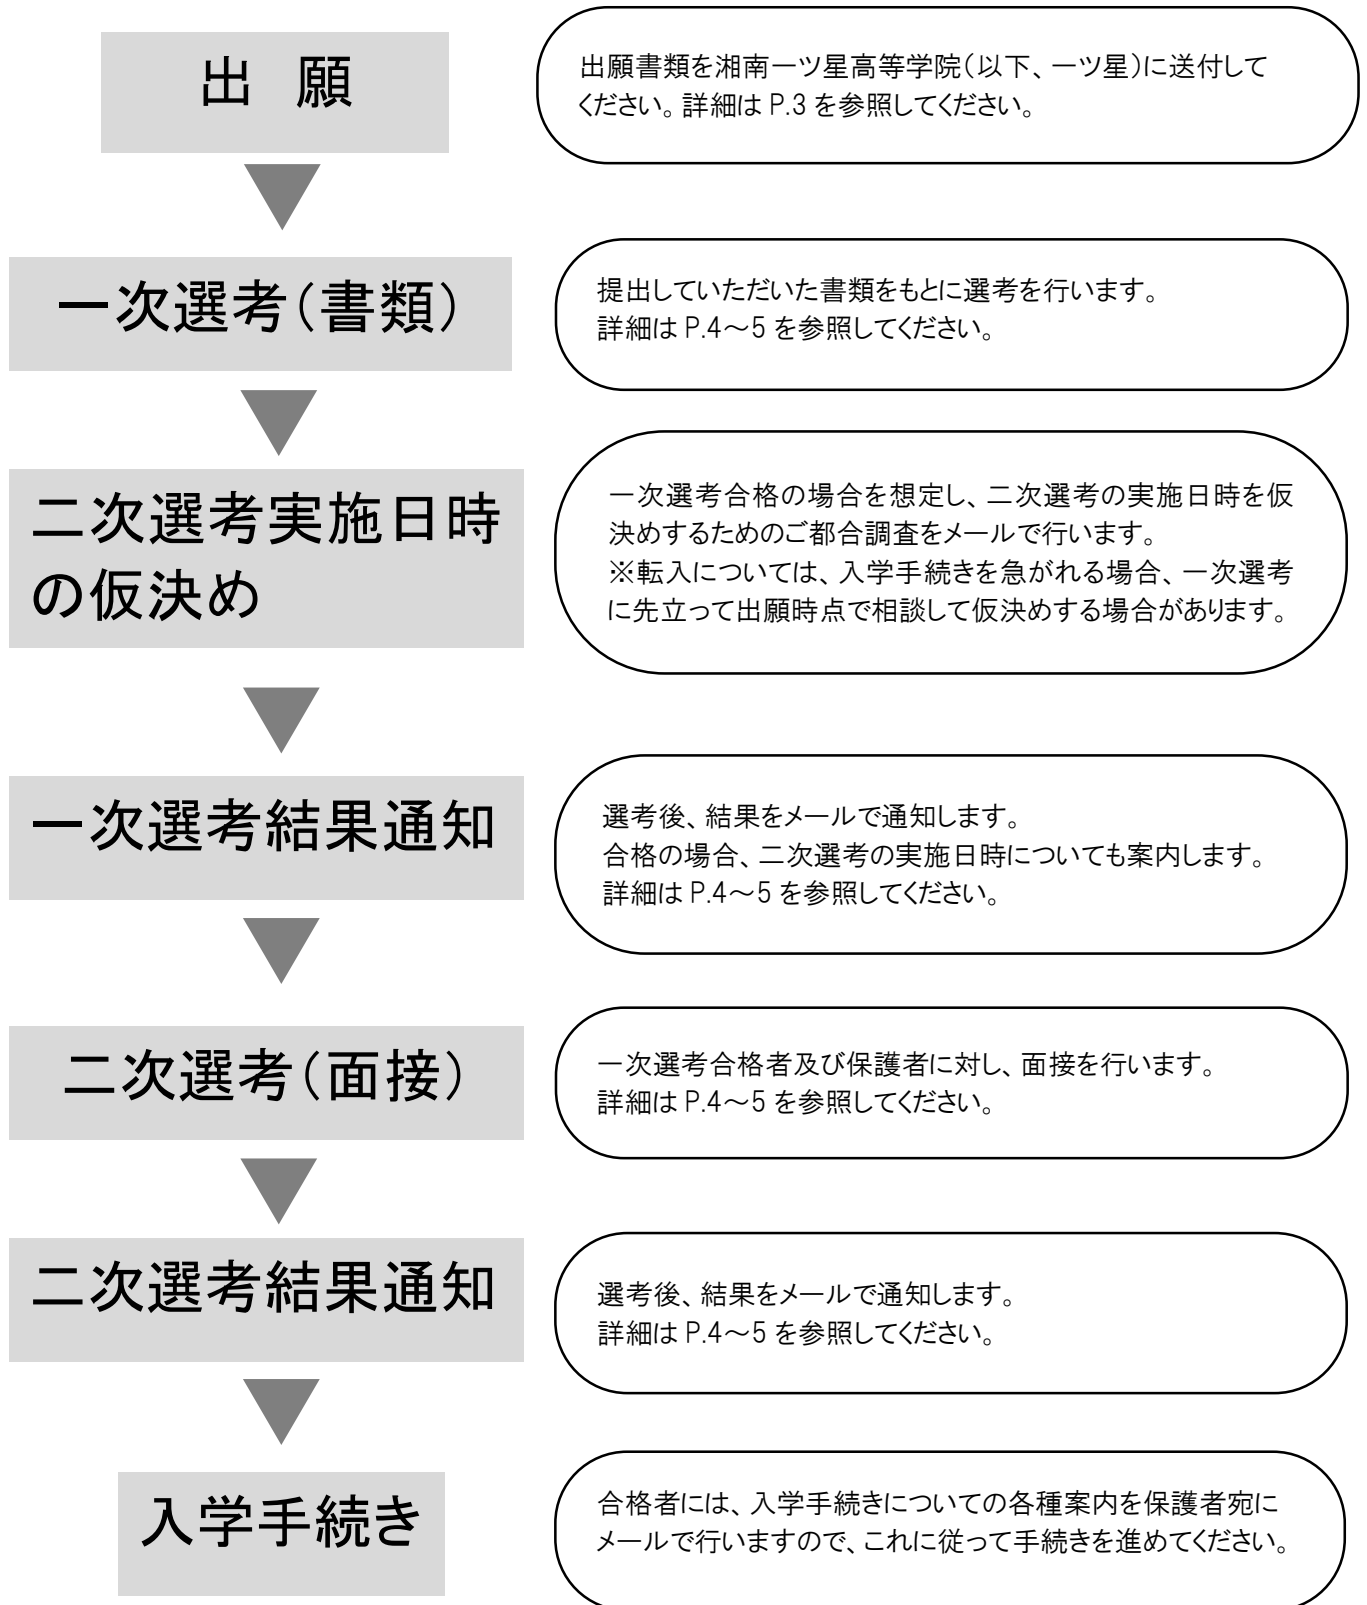 出　願
出願書類を湘南一ツ星高等学院（以下、一ツ星）に送付して
ください。詳細は P.3 を参照してください。
一次選考（書類）
提出していただいた書類をもとに選考を行います。
詳細は P.4～5 を参照してください。
二次選考実施日時
の仮決め
一次選考合格の場合を想定し、二次選考の実施日時を仮
決めするためのご都合調査をメールで行います。
※転入については、入学手続きを急がれる場合、一次選考
に先立って出願時点で相談して仮決めする場合があります。
一次選考結果通知
選考後、結果をメールで通知します。
合格の場合、二次選考の実施日時についても案内します。
詳細は P.4～5 を参照してください。
二次選考（面接）
一次選考合格者及び保護者に対し、面接を行います。
詳細は P.4～5 を参照してください。
二次選考結果通知
選考後、結果をメールで通知します。
詳細は P.4～5 を参照してください。
入学手続き
合格者には、入学手続きについての各種案内を保護者宛に
メールで行いますので、これに従って手続きを進めてください。